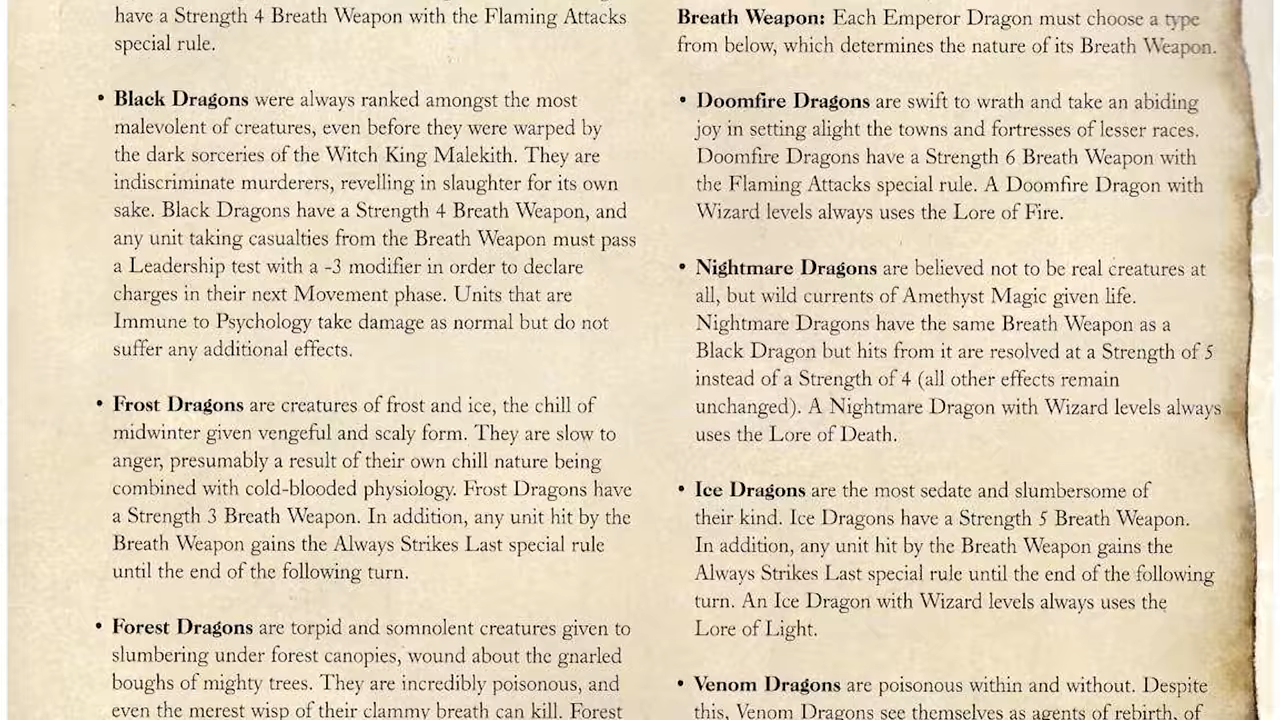 have a Strength 4 Breath Weapon with the Flaming Attacks
special rule.
• Black Dragons were always ranked amongst the most
malevolent of creatures, even before they were warped by
the dark sorceries of the Witch King Malekith. They are
indiscriminate murderers, revelling in slaughter for its own
sake. Black Dragons have a Strength 4 Breath Weapon, and
any unit taking casualties from the Breath Weapon must pass
a Leadership test with a -3 modifier in order to declare
charges in their next Movement phase. Units that are
Immune to Psychology take damage as normal but do not
suffer any additional effects.
• Frost Dragons are creatures of frost and ice, the chill of
midwinter given vengeful and scaly form. They are slow to
anger, presumably a result of their own chill nature being
combined with cold-blooded physiology. Frost Dragons have
a Strength 3 Breath Weapon. In addition, any unit hit by the
Breath Weapon gains the Always Strikes Last special rule
until the end of the following turn.
• Forest Dragons are torpid and somnolent creatures given to
slumbering under forest canopies, wound about the gnarled
boughs of mighty trees. They are incredibly poisonous, and
even the merest wisp of their clammy breath can kill. Forest
Breath Weapon: Each Emperor Dragon must choose a type
from below, which determines the nature of its Breath Weapon.
• Doomfire Dragons are swift to wrath and take an abiding
joy in setting alight the towns and fortresses of lesser races.
Doomfire Dragons have a Strength 6 Breath Weapon with
the Flaming Attacks special rule. A Doomfire Dragon with
Wizard levels always uses the Lore of Fire.
• Nightmare Dragons are believed not to be real creatures at
all, but wild currents of Amethyst Magic given life.
Nightmare Dragons have the same Breath Weapon as a
Black Dragon but hits from it are resolved at a Strength of 5
instead of a Strength of 4 (all other effects remain
unchanged). A Nightmare Dragon with Wizard levels always
uses the Lore of Death.
• Ice Dragons are the most sedate and slumbersome of
their kind. Ice Dragons have a Strength 5 Breath Weapon.
In addition, any unit hit by the Breath Weapon gains the
Always Strikes Last special rule until the end of the following
turn. An Ice Dragon with Wizard levels always uses the
Lore of Light.
• Venom Dragons are poisonous within and without. Despite
this, Venom Dragons see themselves as agents of rebirth, of